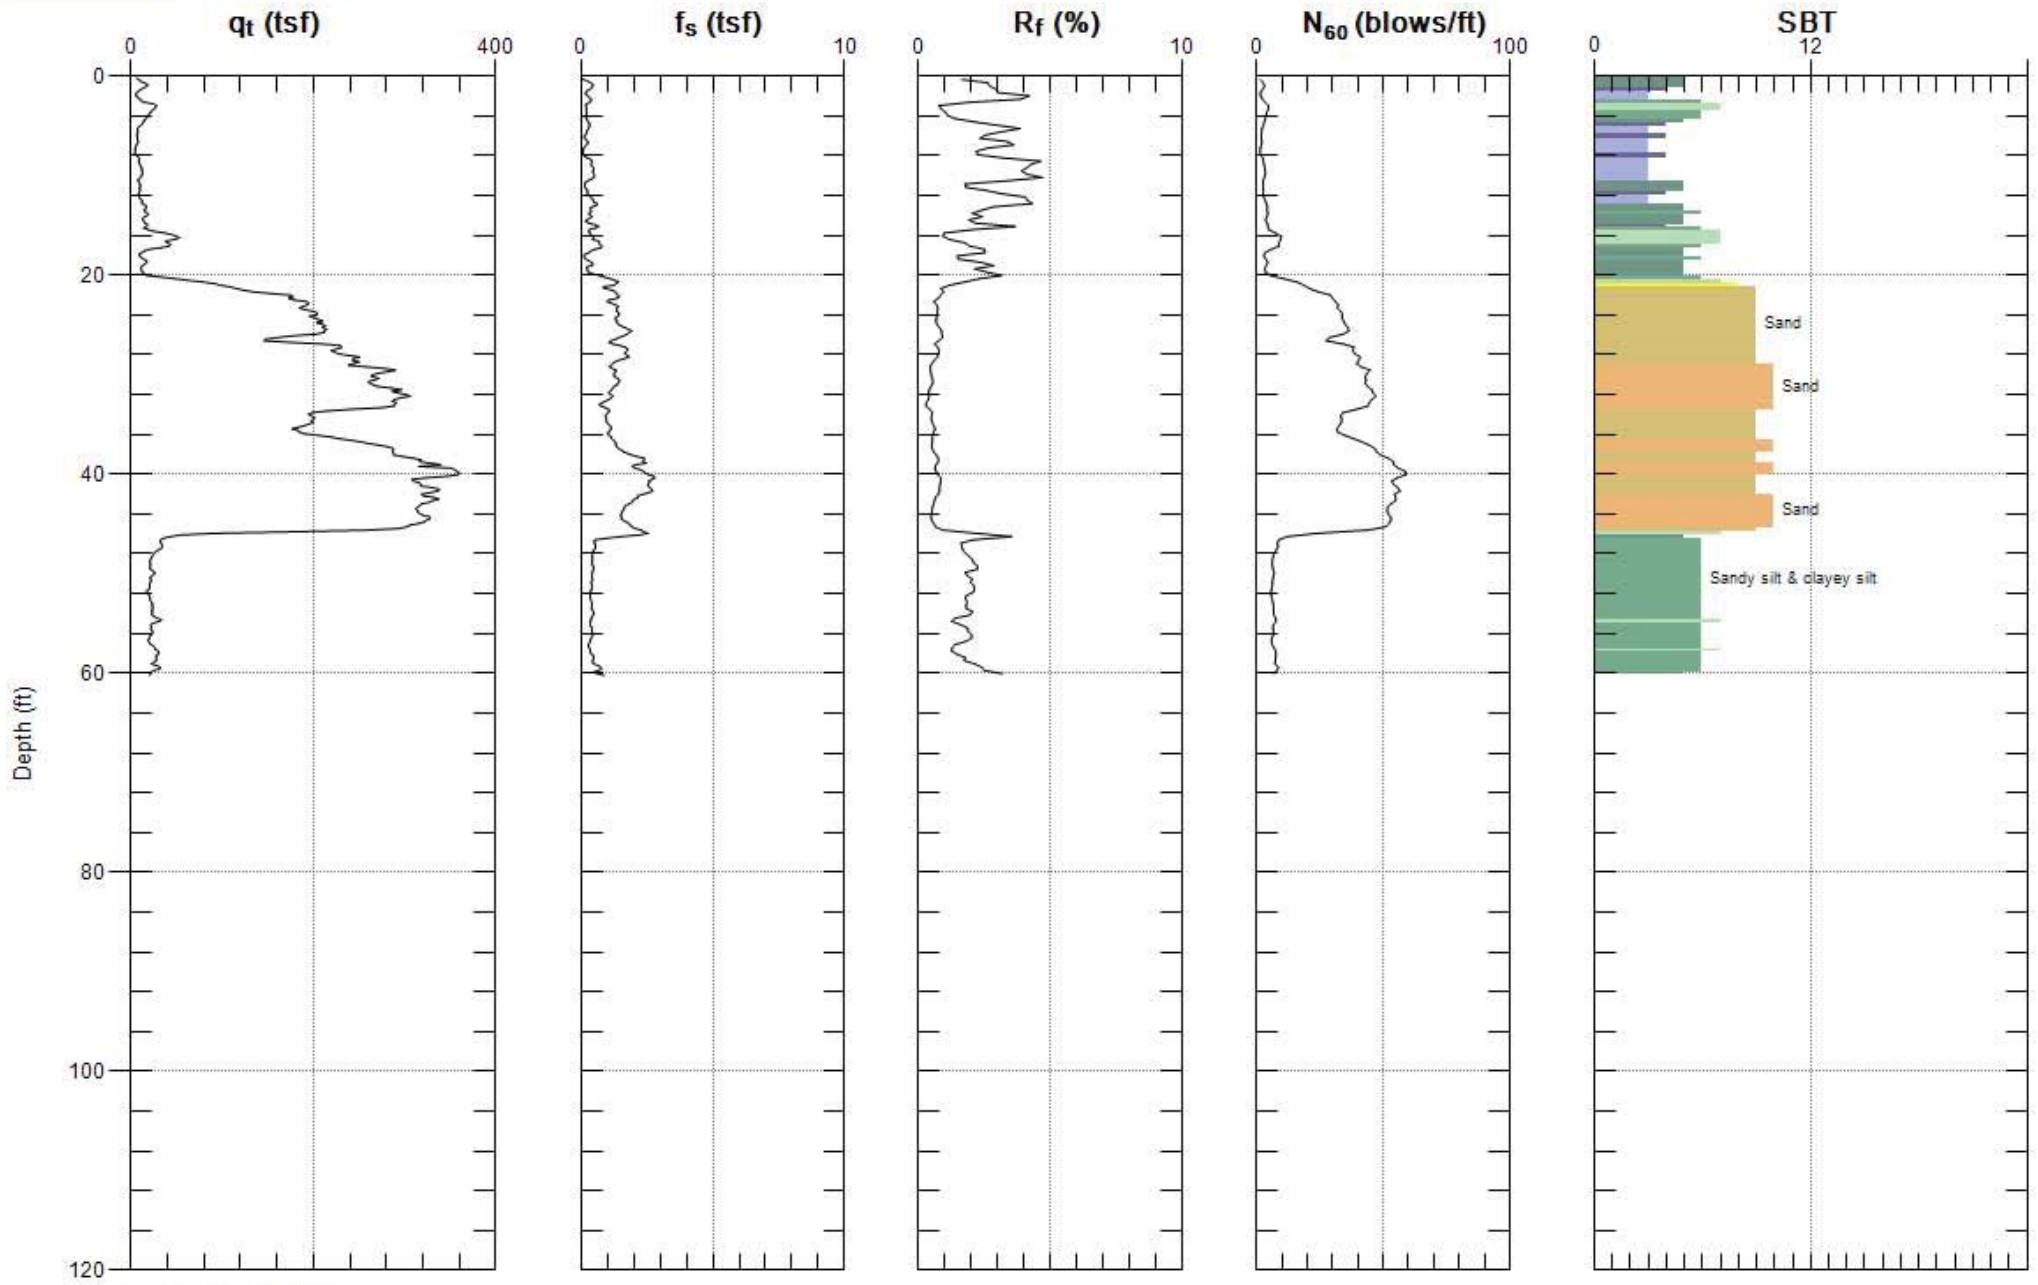 qt (tsf) fs (tsf) Rf (%) N60 (blows/ft) SBT
0 400 0 10 0 10 0 100 0 12
0
20
40
60
80
100
120
Depth (ft)
Sand
Sand
Sand
Sandy silt & clayey silt